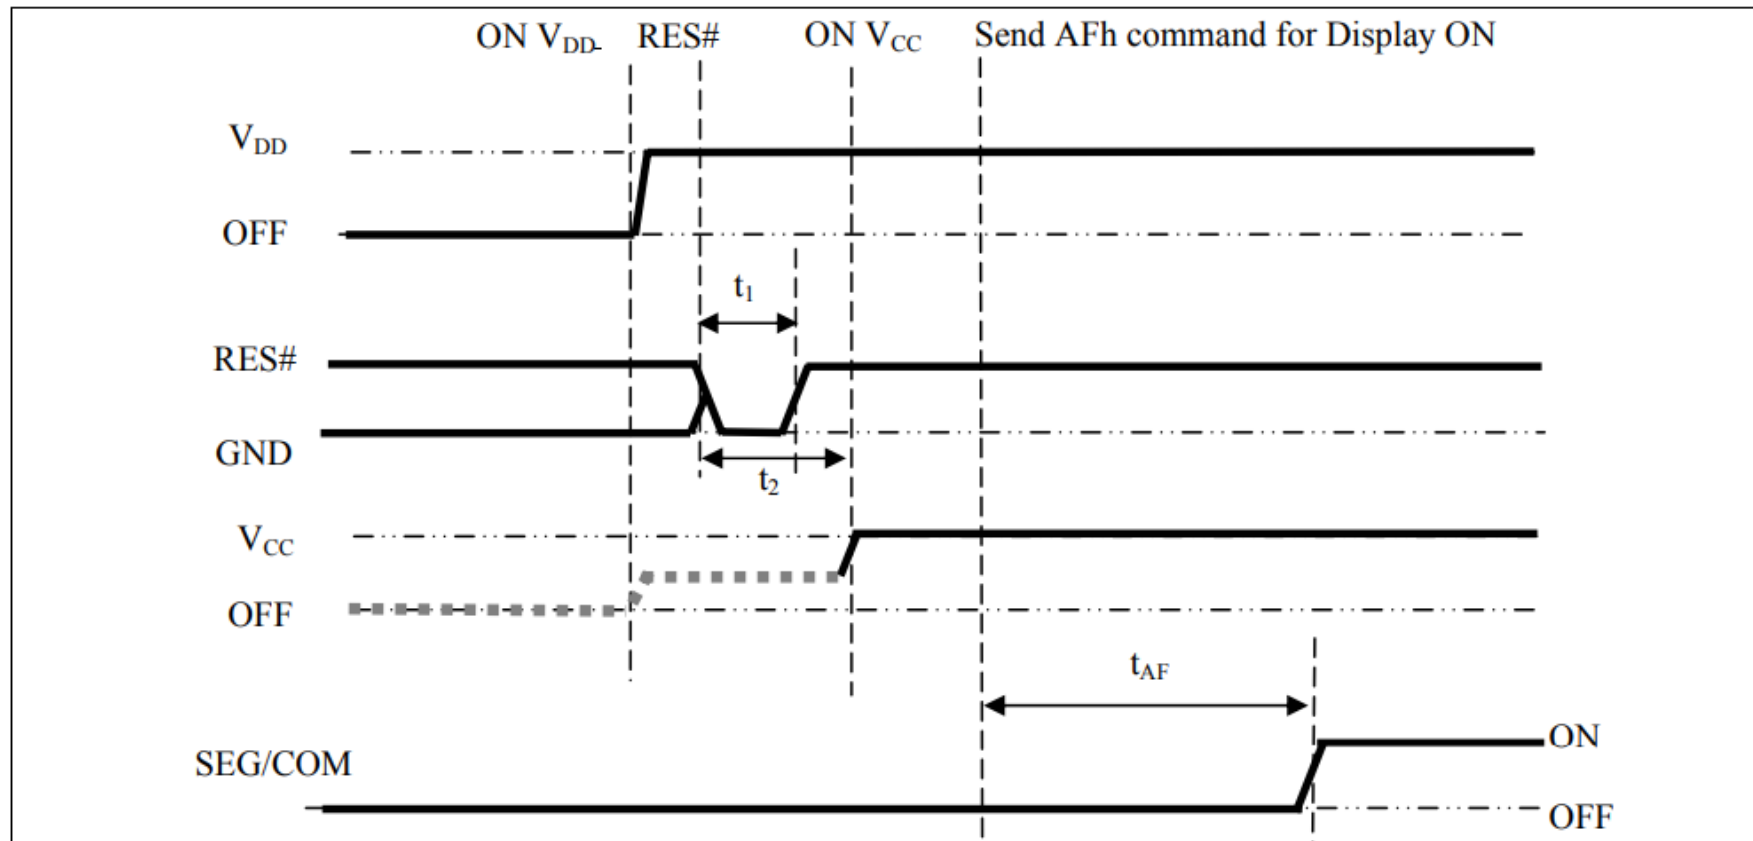 ON VDD- RES# ON VCC Send AFh command for Display ON
VDD
OFF
t1
RES#
GND
t2
VCC
OFF
tAF
ON
SEG/COM
OFF